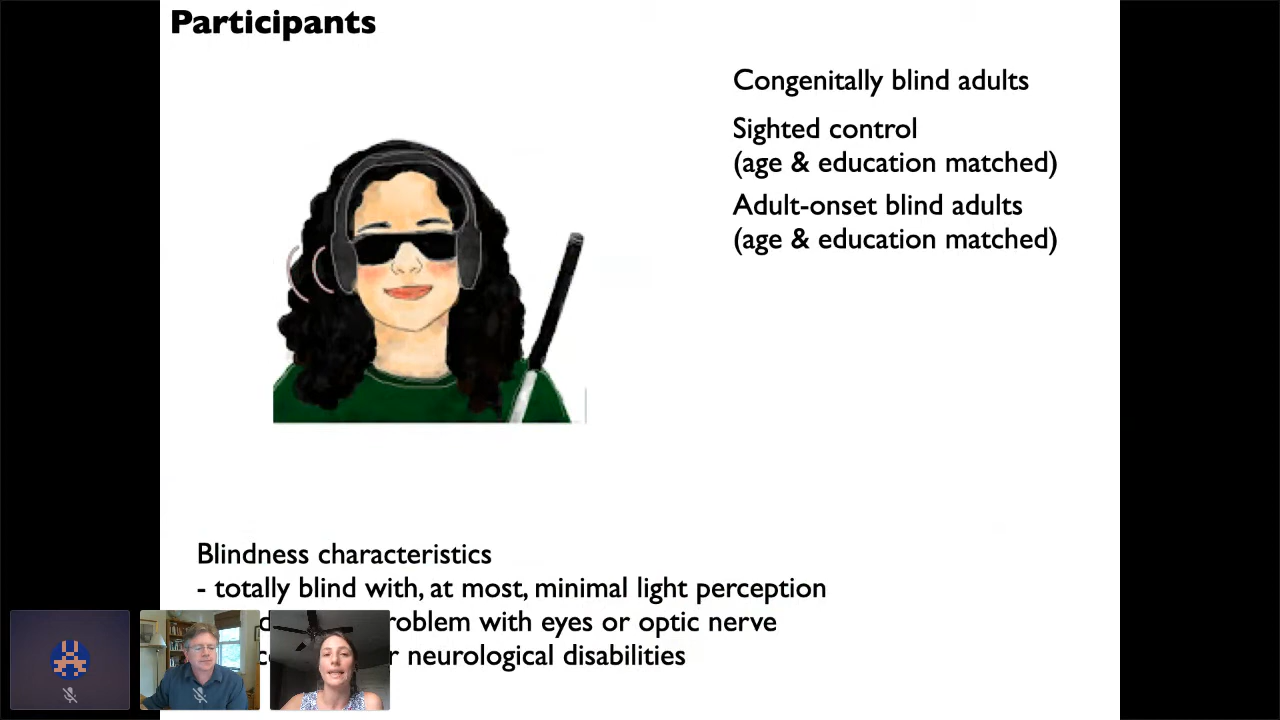 Participants
Congenitally blind adults
Sighted control
(age & education matched)
Adult-onset blind adults
(age & education matched)
Blindness characteristics
- totally blind with, at most, minimal light perception
with eyes or optic nerve
neurological disabilities